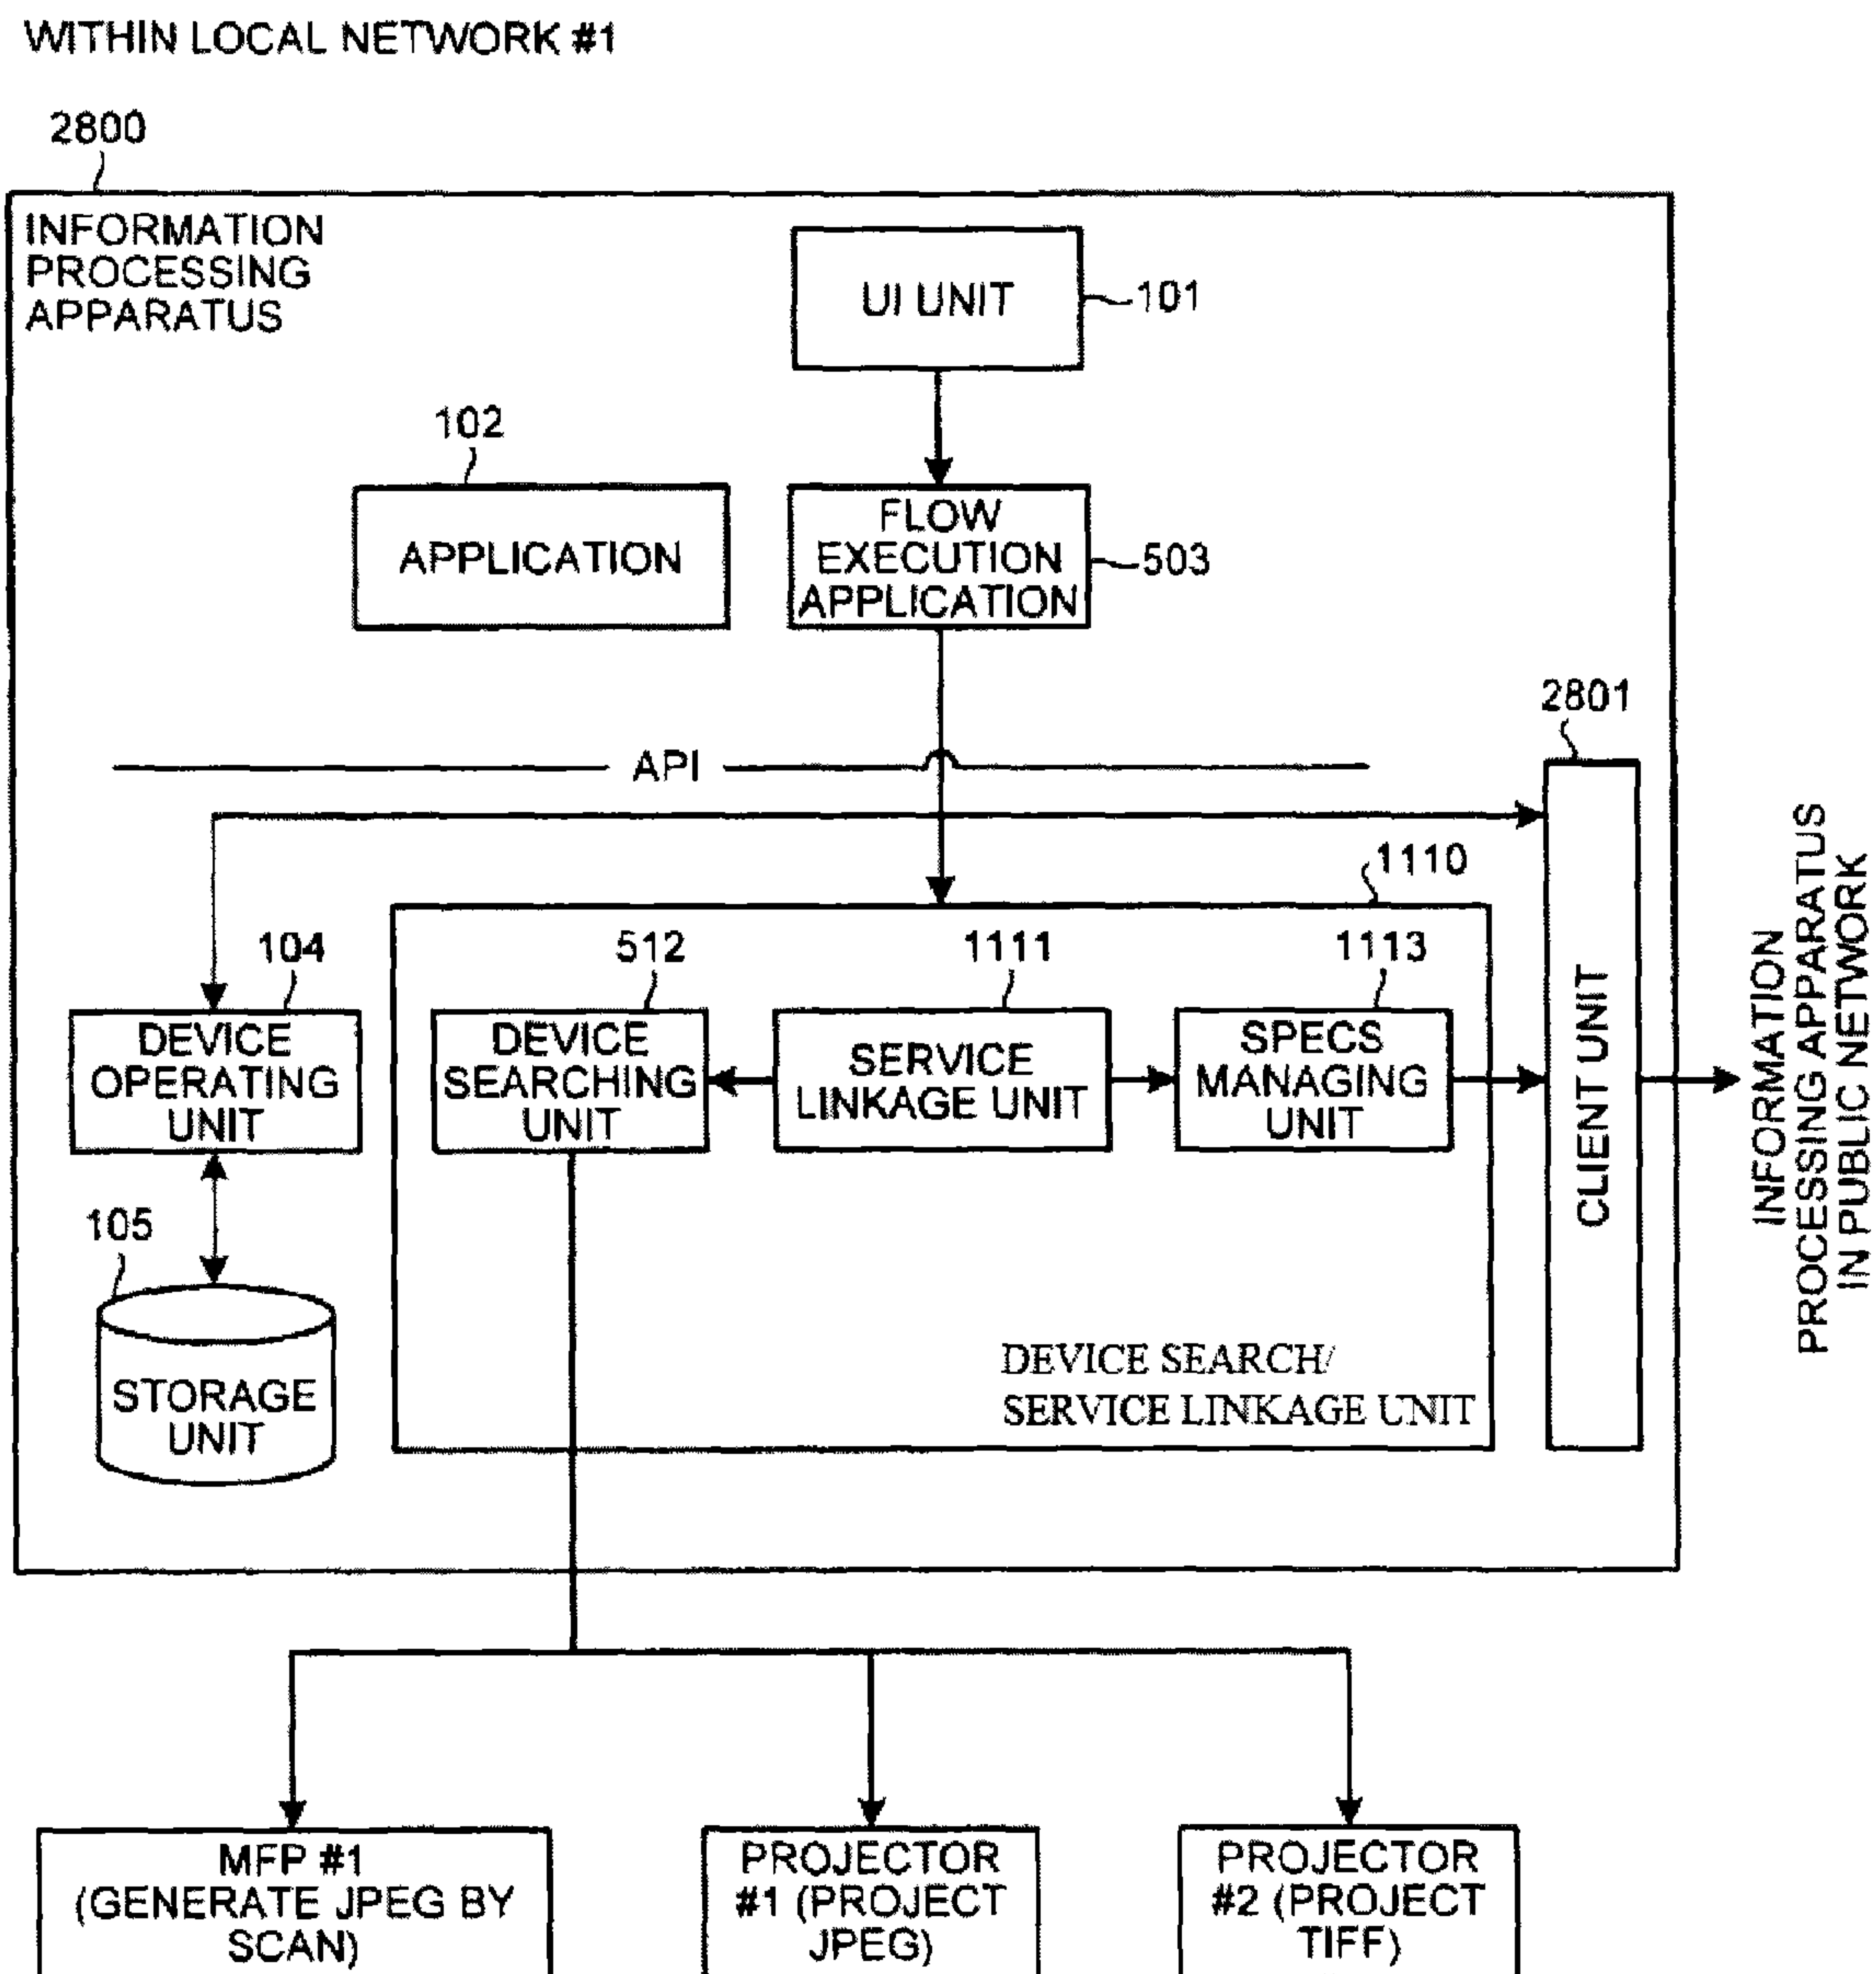 WITHIN LOCAL NETWORK #1
2800
INFORMATION
PROCESSING
APPARATUS
UI UNIT
101
102
APPLICATION
FLOW
EXECUTION
APPLICATION
503
API
2801
1110
104
512
1111
1113
DEVICE
OPERATING
UNIT
DEVICE
SEARCHING
UNIT
SERVICE
LINKAGE UNIT
SPECS
MANAGING
UNIT
CLIENT UNIT
INFORMATION
PROCESSING APPARATUS
IN PUBLIC NETWORK
105
STORAGE
UNIT
DEVICE SEARCH/
SERVICE LINKAGE UNIT
MFP #1
(GENERATE JPEG BY
SCAN)
PROJECTOR
#1 (PROJECT
JPEG)
PROJECTOR
#2 (PROJECT
TIFF)